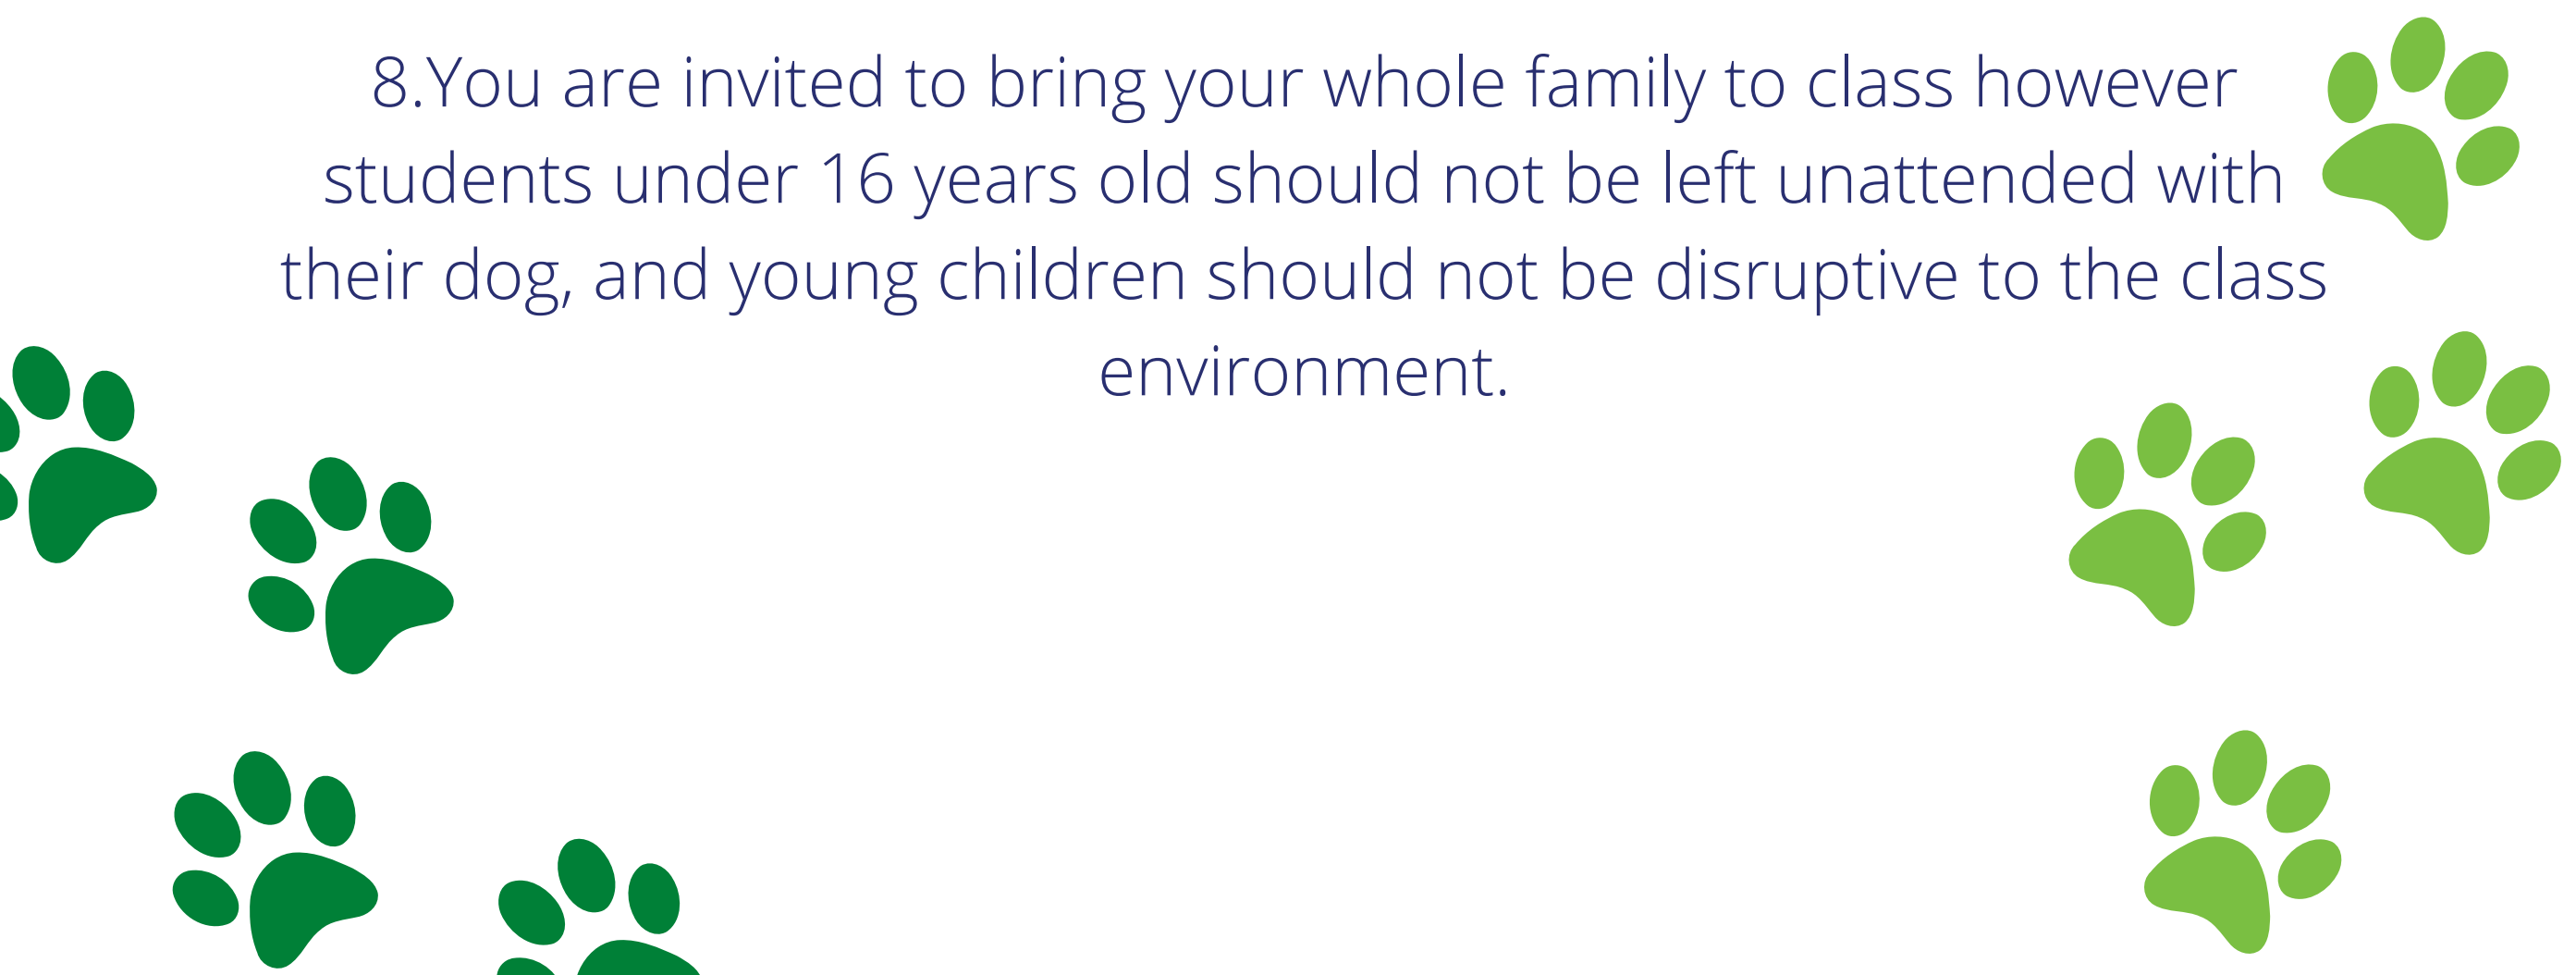 8.You are invited to bring your whole family to class however
students under 16 years old should not be left unattended with
their dog, and young children should not be disruptive to the class
environment.